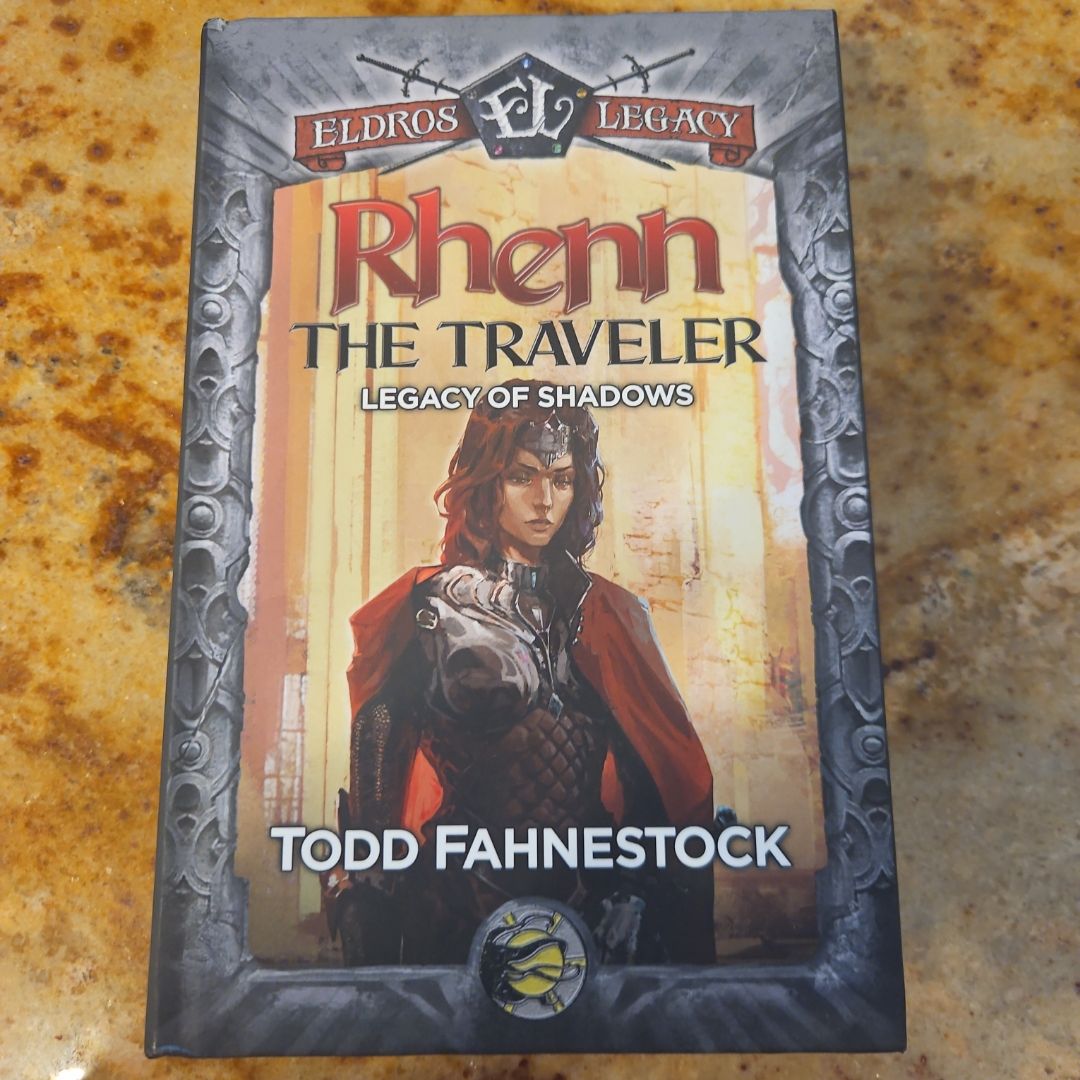 ELDROS EL LEGACY
Rhenn
THE TRAVELER
LEGACY OF SHADOWS
TODD FAHNESTOCK